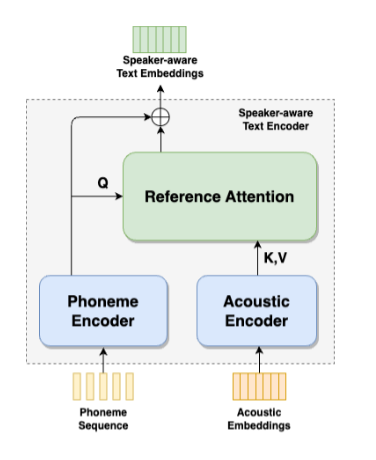 Speaker-aware
Text Embeddings
Speaker-aware
Text Encoder
Q
Reference Attention
K,V
Phoneme
Encoder
Acoustic
Encoder
Phoneme
Sequence
Acoustic
Embeddings